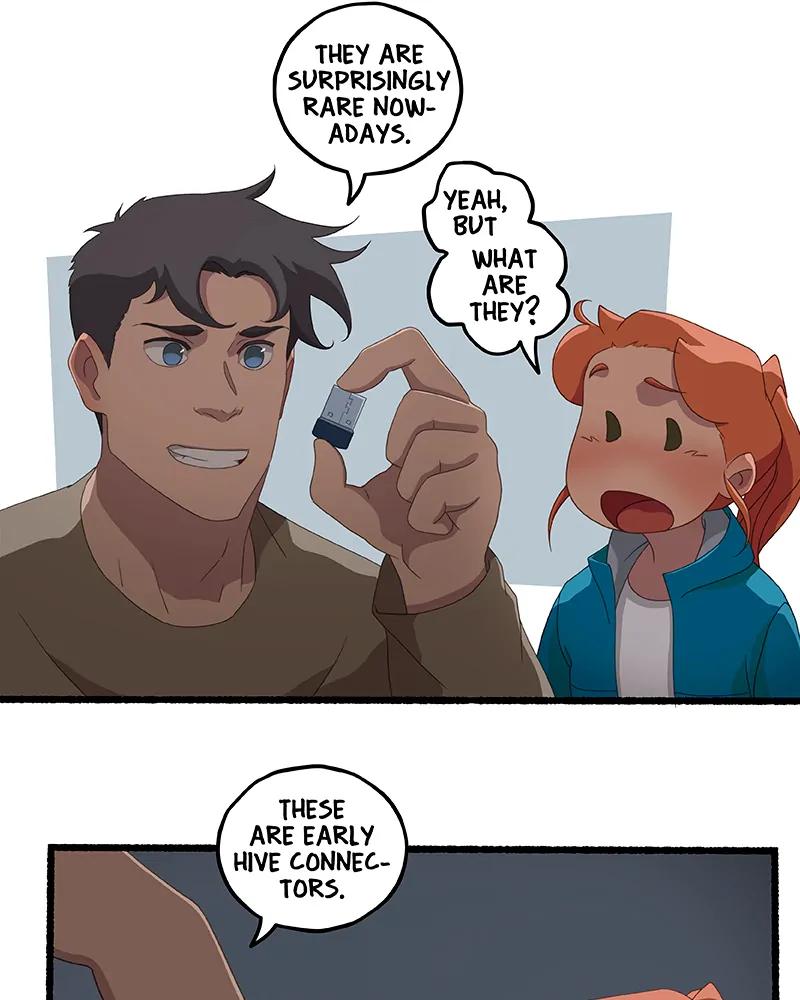 THEY ARE
SURPRISINGLY
RARE NOW-
ADAYS.
YEAH,
BUT
WHAT
ARE
THEY?
THESE
ARE EARLY
HIVE CONNEC-
TORS.